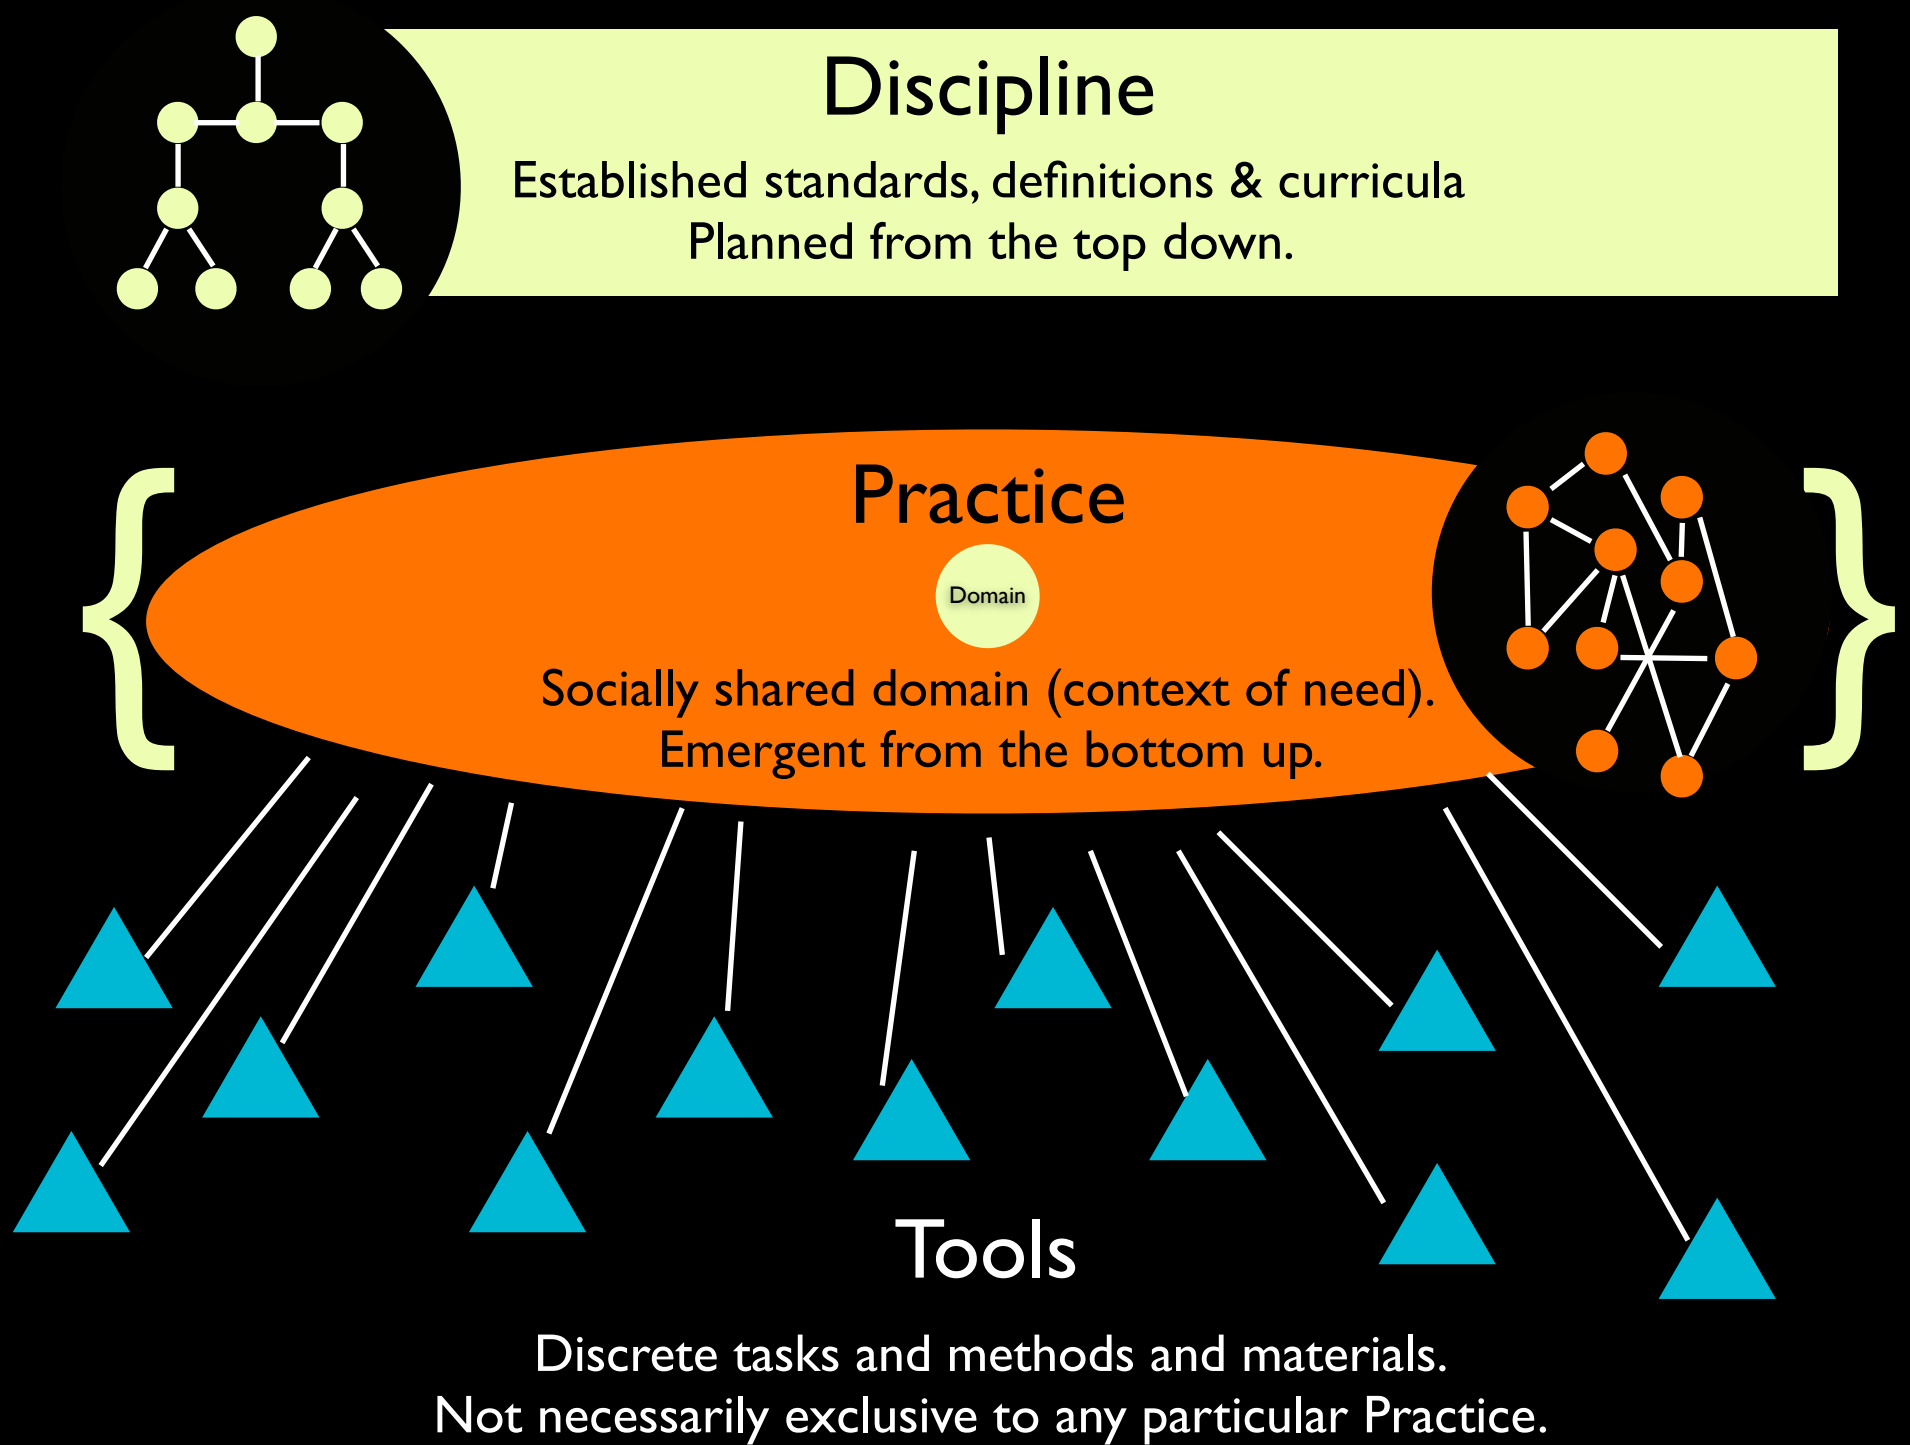 Discipline
Established standards, definitions & curricula
Planned from the top down.
Practice
Domain
Socially shared domain (context of need).
Emergent from the bottom up.
Tools
Discrete tasks and methods and materials.
Not necessarily exclusive to any particular Practice.